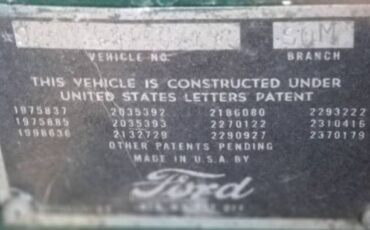 VEHICLE NO. BRANCH
THIS VEHICLE IS CONSTRUCTED UNDER
UNITED STATES LETTERS PATENT
1975837 2035392 2186080 2293222
1975885 2035393 2270122 2310416
1998636 2132729 2290927 2370179
OTHER PATENTS PENDING
MADE IN U.S.A. BY
Ford